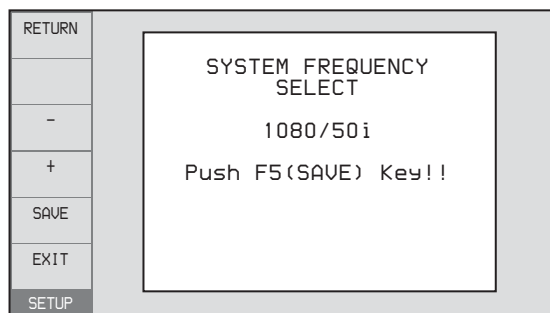 RETURN
-
+
SAVE
EXIT
SETUP
SYSTEM FREQUENCY
SELECT
1080/50i
Push F5(SAVE) Key!!